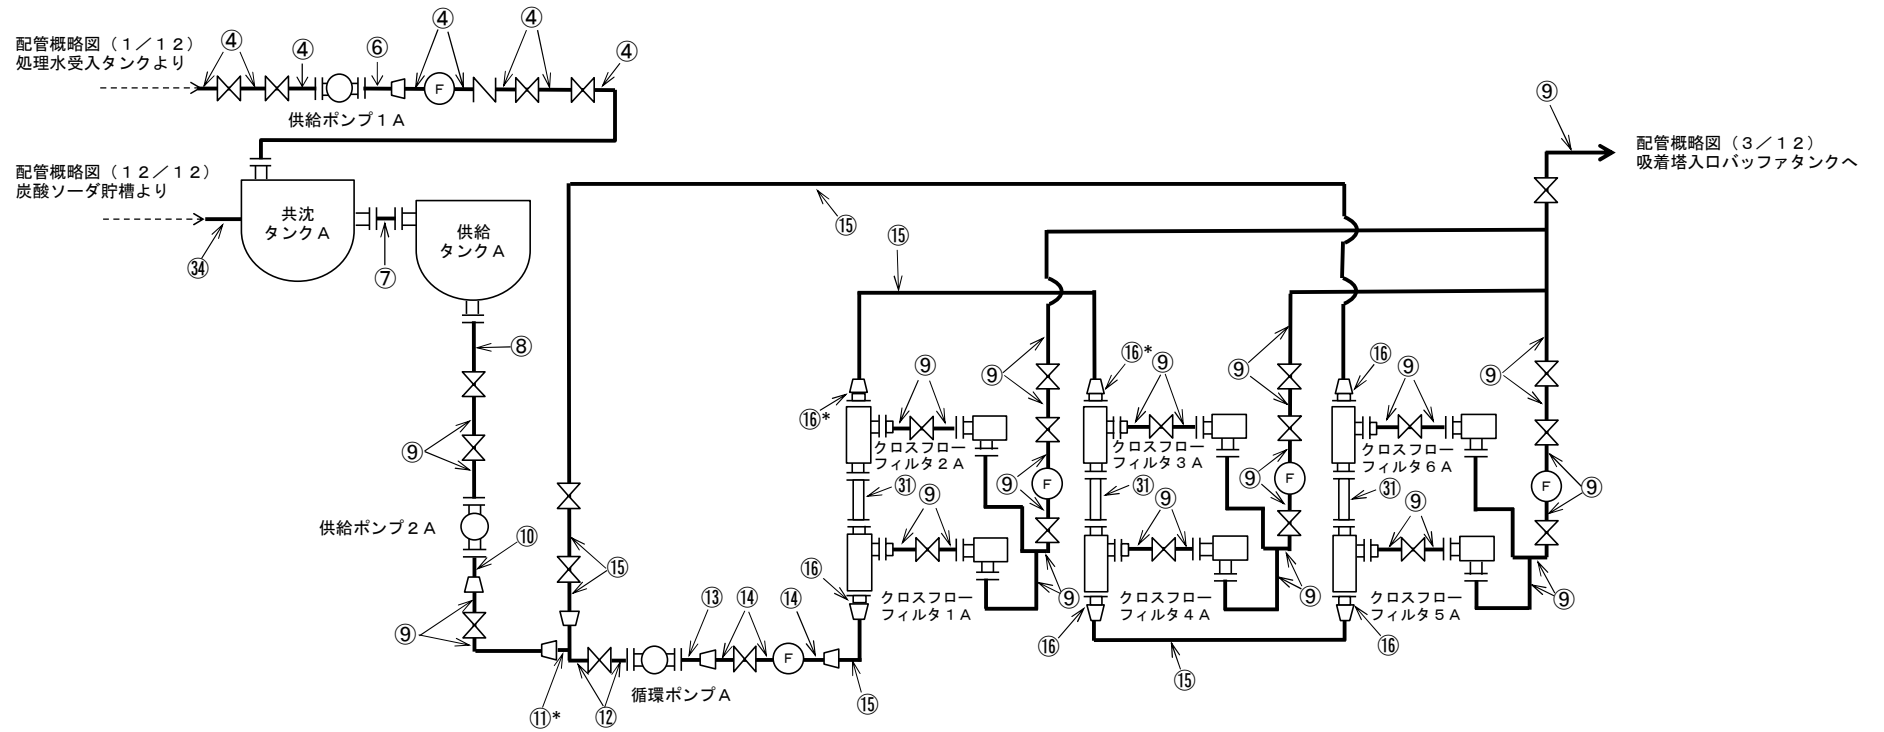 ④
④
④
④
④
⑥
配管概略図（１／１２）
処理水受入タンクより
F
供給ポンプ１A
⑨
配管概略図（３／１２）
吸着塔入口バッファタンクへ
配管概略図（１２／１２）
炭酸ソーダ貯槽より
共沈
タンクA
供給
タンクA
㉞
⑦
⑮
⑮
⑧
⑨
⑨
⑨
⑯*
⑯*
⑯
⑨
⑨
⑨
クロスフロー
フィルタ２A
クロスフロー
フィルタ３A
クロスフロー
フィルタ６A
⑨
㉛
⑨
⑨
F
㉛
⑨
⑨
F
㉛
⑨
F
⑨
供給ポンプ２A
⑩
⑮
⑯
⑬
⑭
⑭
クロスフロー
フィルタ１A
⑨
クロスフロー
フィルタ４A
⑨
クロスフロー
フィルタ５A
⑨
⑨
F
⑯
⑯
循環ポンプA
⑮
⑮
⑪*
⑫